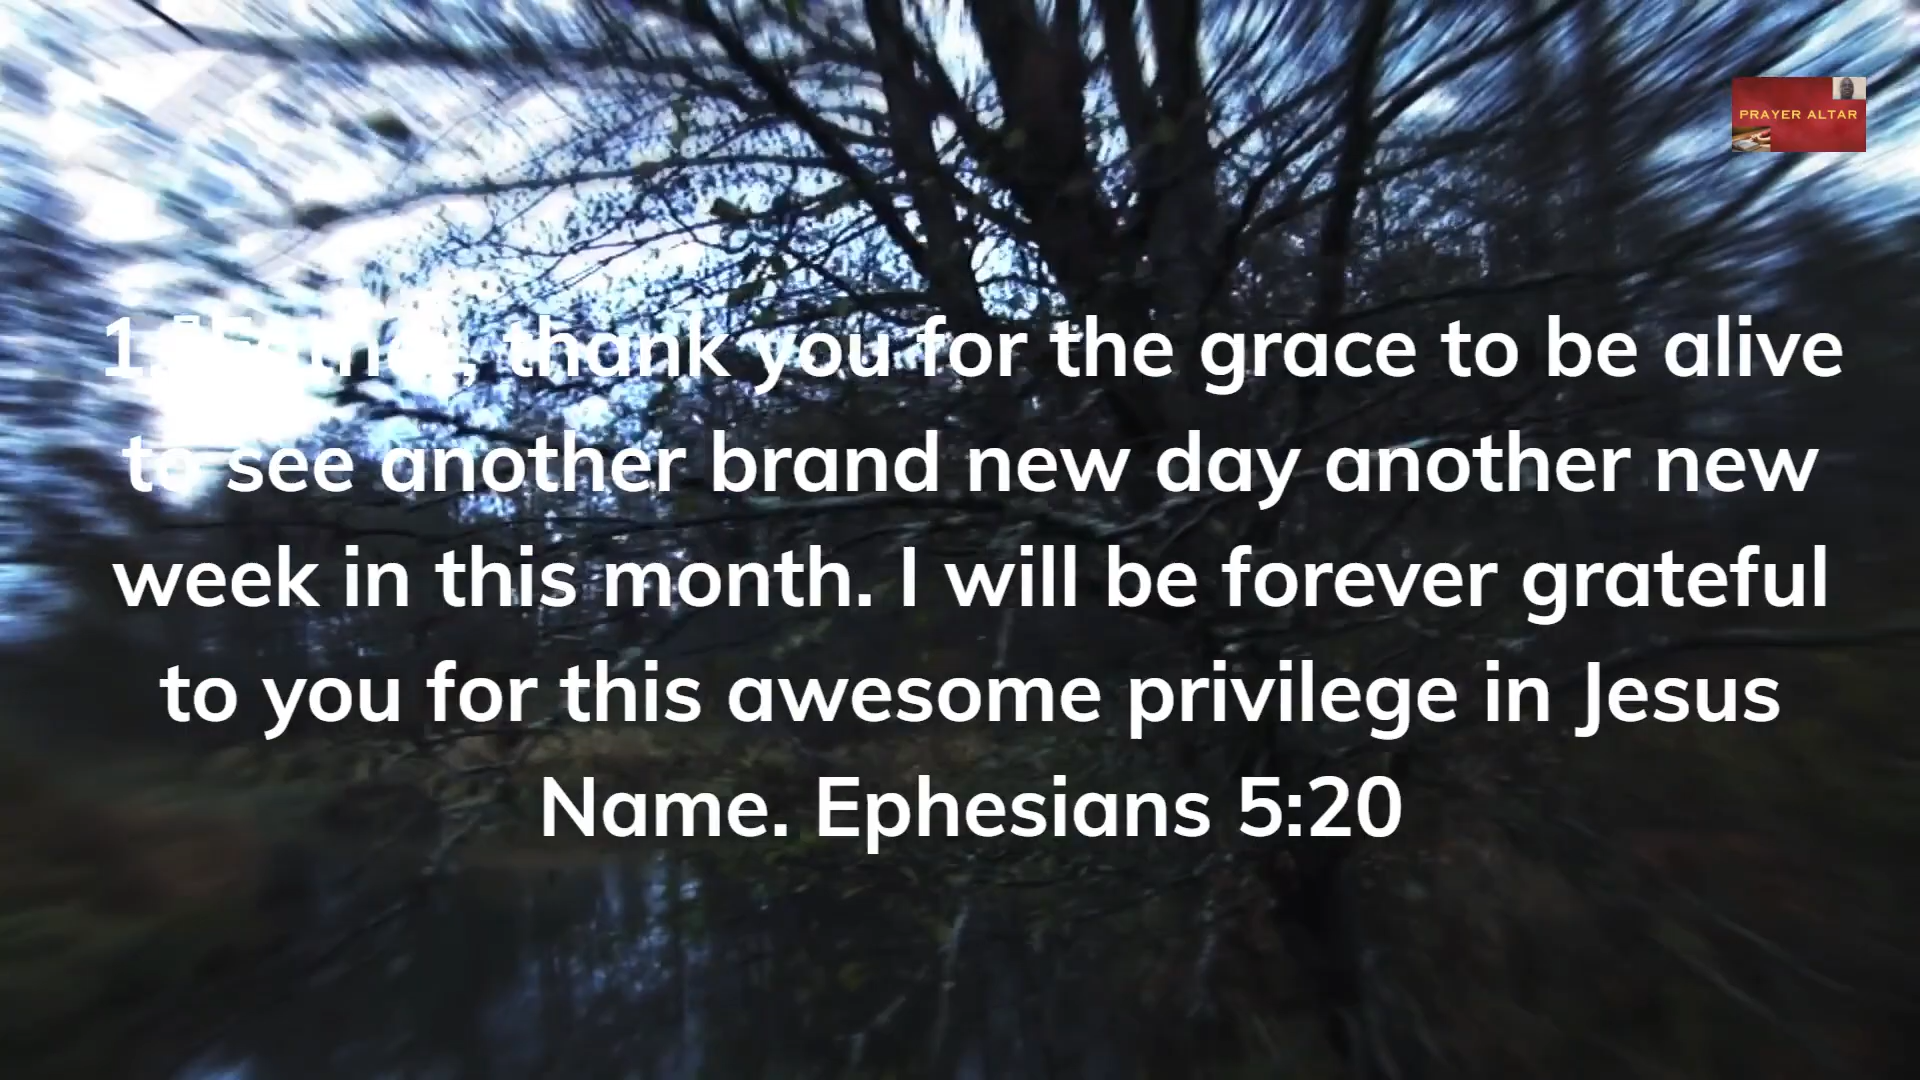 PRAYER ALTAR
1. Father, thank you for the grace to be alive
to see another brand new day another new
week in this month. I will be forever grateful
to you for this awesome privilege in Jesus
Name. Ephesians 5:20